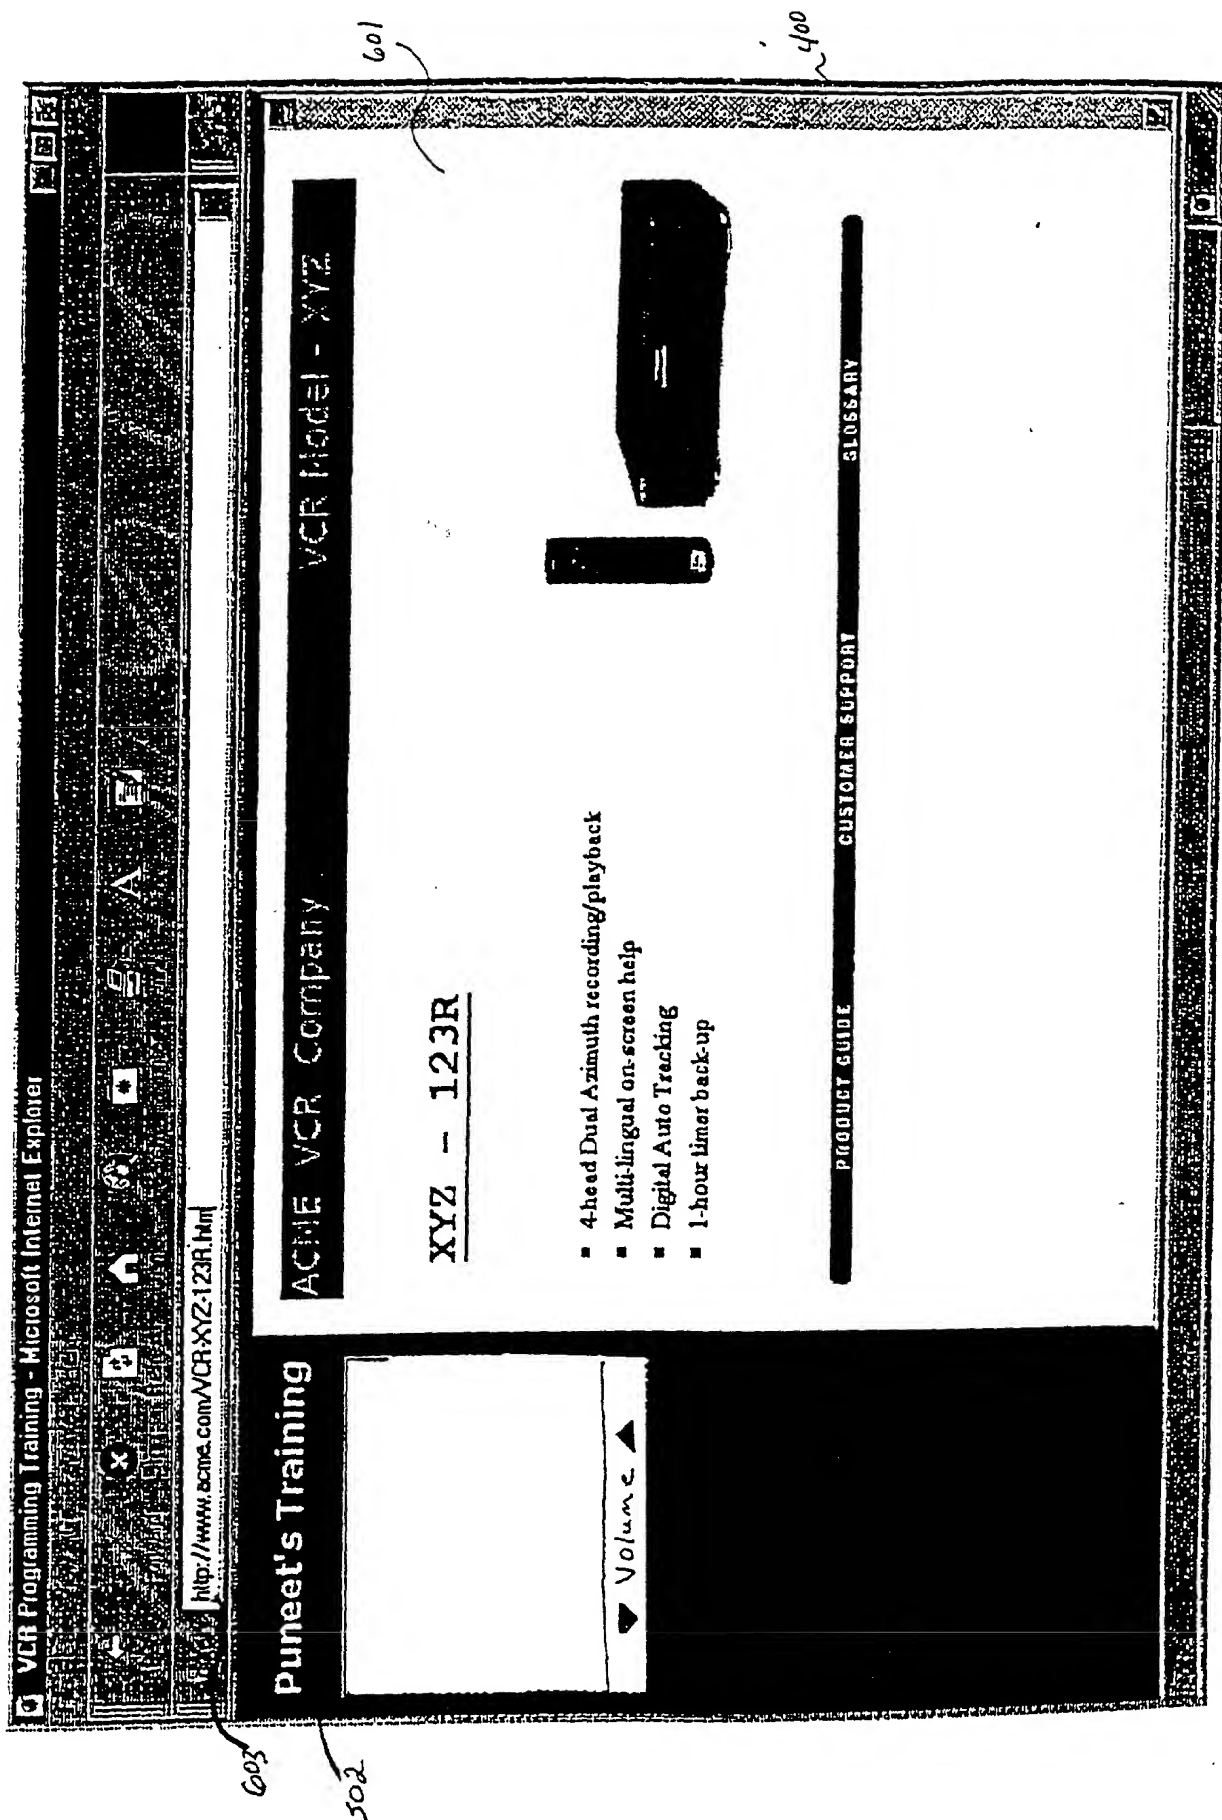 VCR Programming Training - Microsoft Internet Explorer
http://www.acme.com/VCR-XYZ-123R.htm
Puneet's Training
Volume
ACME VCR Company VCR Model - XYZ
XYZ - 123R
4-head Dual Azimuth recording/playback
Multi-lingual on-screen help
Digital Auto Tracking
1-hour timer back-up
PRODUCT GUIDE CUSTOMER SUPPORT GLOSSARY
601
400
603
502